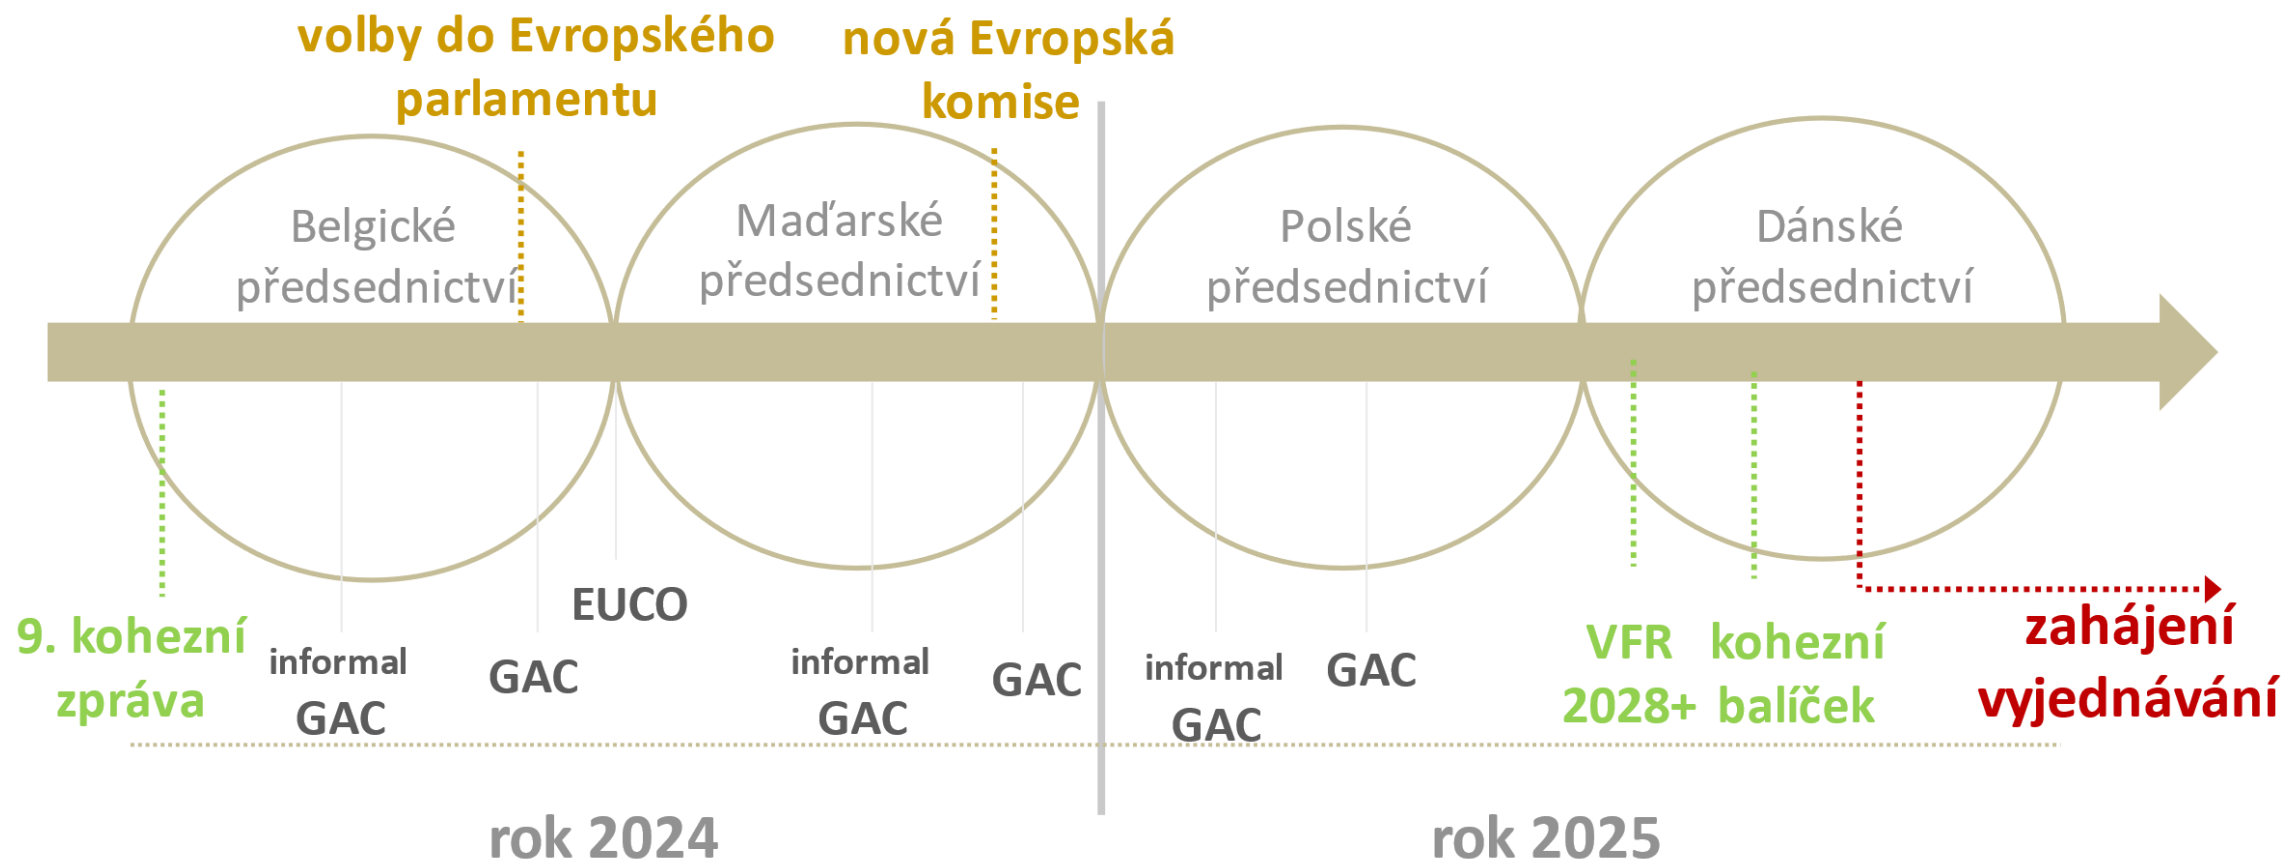 volby do Evropského
parlamentu
nová Evropská
komise
Belgické
předsednictví
Maďarské
předsednictví
Polské
předsednictví
Dánské
předsednictví
9. kohezní
zpráva
informal
GAC
GAC
EUCO
informal
GAC
GAC
informal
GAC
GAC
VFR
2028+
kohezní
balíček
zahájení
vyjednávání
rok 2024
rok 2025